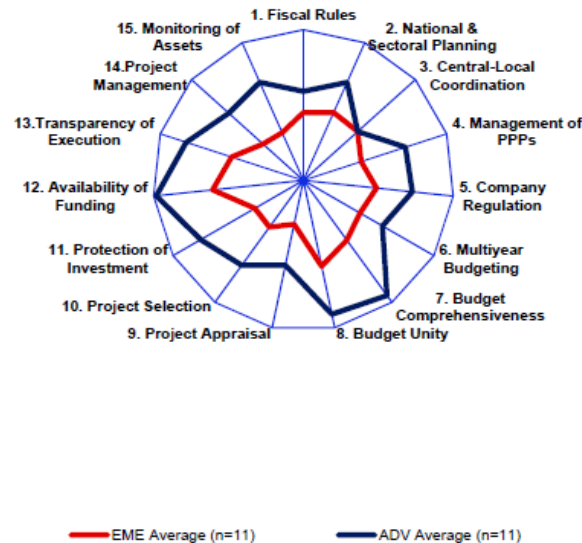 1. Fiscal Rules
2. National &
Sectoral Planning
3. Central-Local
Coordination
4. Management of
PPPs
5. Company
Regulation
6. Multiyear
Budgeting
7. Budget
Comprehensiveness
8. Budget Unity
9. Project Appraisal
10. Project Selection
11. Protection of
Investment
12. Availability of
Funding
13.Transparency of
Execution
14.Project
Management
15. Monitoring of
Assets
EME Average (n=11)
ADV Average (n=11)